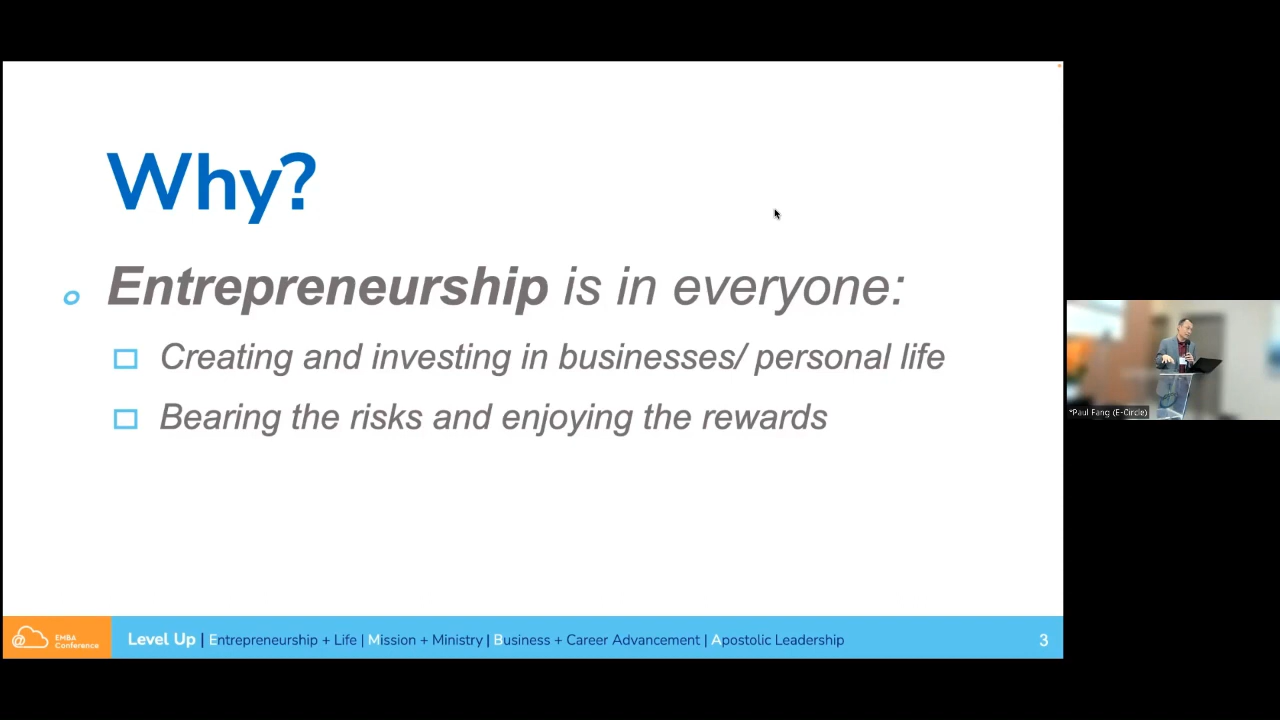 Why?
Entrepreneurship is in everyone:
Creating and investing in businesses/ personal life
Bearing the risks and enjoying the rewards
*Paul Fang (E-Circle)
@ EMBA
Conference
Level Up | Entrepreneurship + Life | Mission + Ministry | Business + Career Advancement | Apostolic Leadership
3